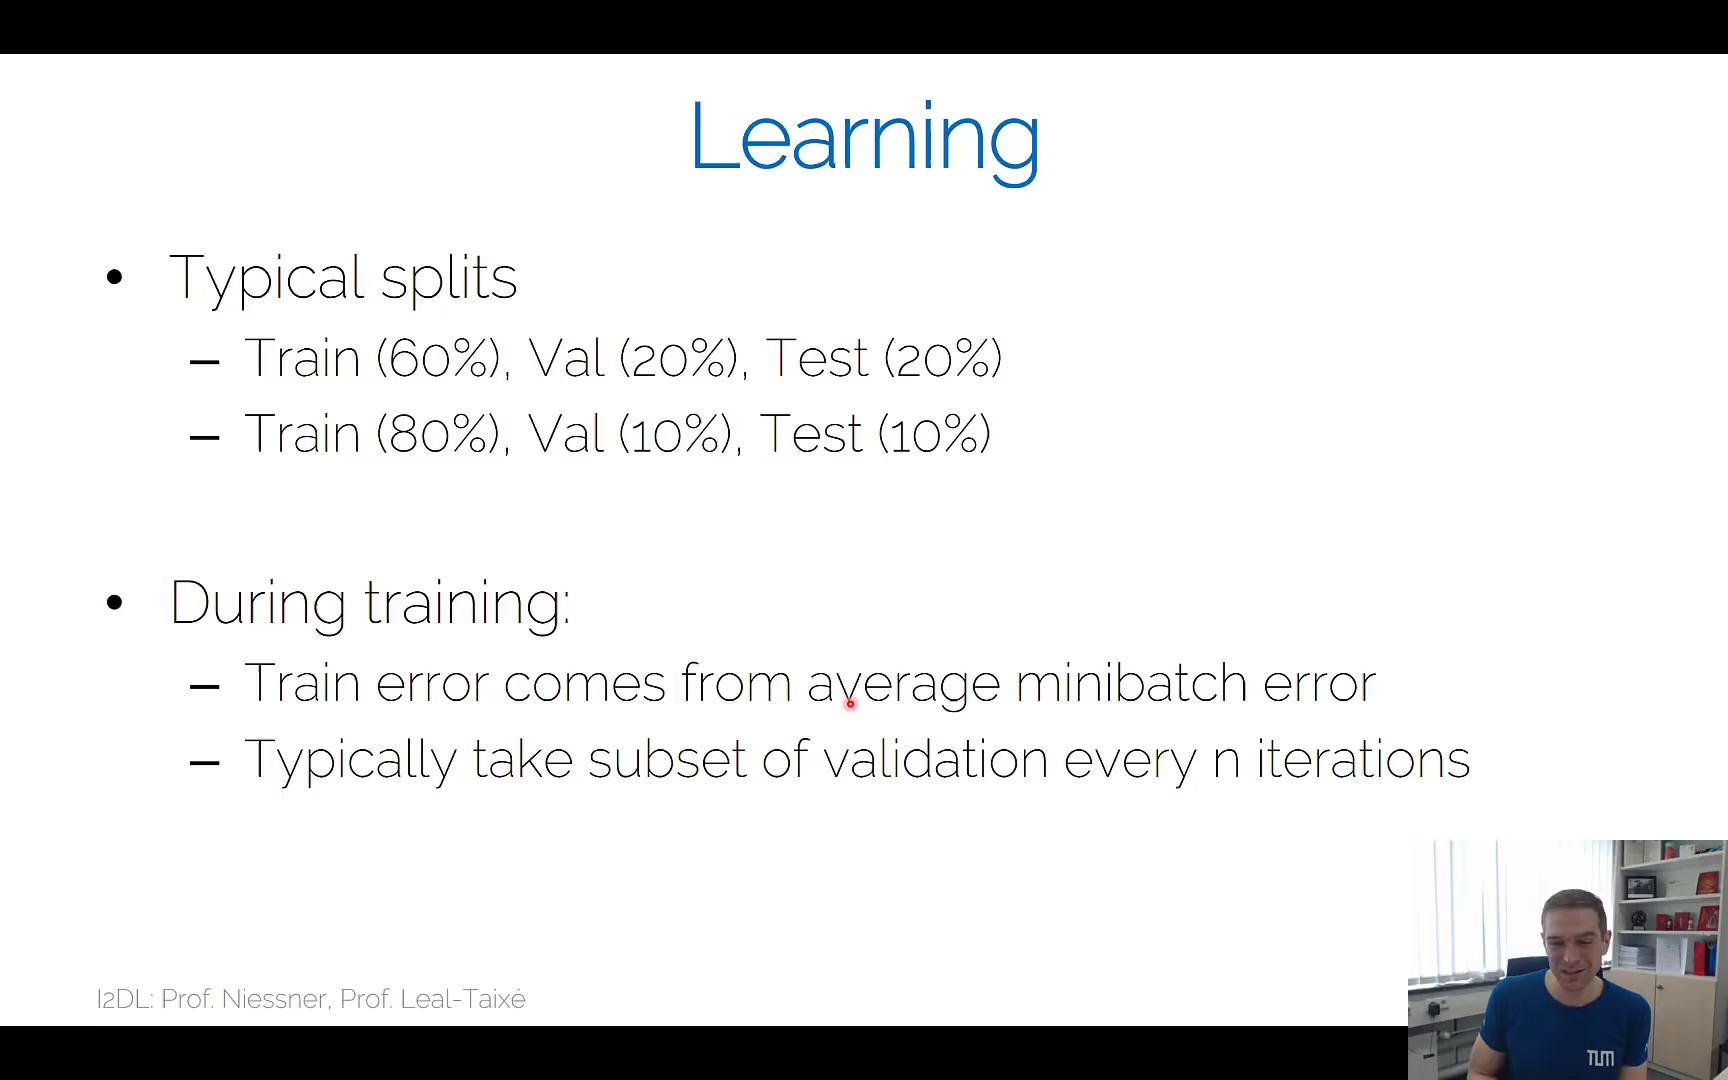 Learning
• Typical splits
– Train (60%), Val (20%), Test (20%)
– Train (80%), Val (10%), Test (10%)
• During training:
– Train error comes from average minibatch error
– Typically take subset of validation every n iterations
I2DL: Prof. Niessner, Prof. Leal-Taixé
TUM